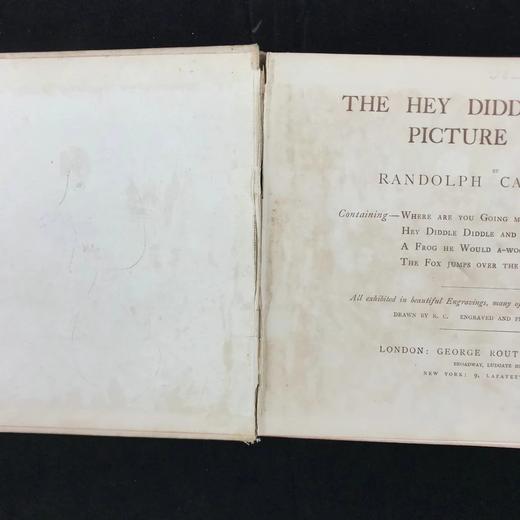 THE HEY DIDD
PICTURE
BY
RANDOLPH CA
Containing—WHERE ARE YOU GOING M
HEY DIDDLE DIDDLE AND
A FROG HE WOULD A-WOO
THE FOX JUMPS OVER THE
All exhibited in beautiful Engravings, many of
DRAWN BY R. C. ENGRAVED AND P
LONDON: GEORGE ROUT
BROADWAY, LUDGATE H
NEW YORK: 9, LAFAYET